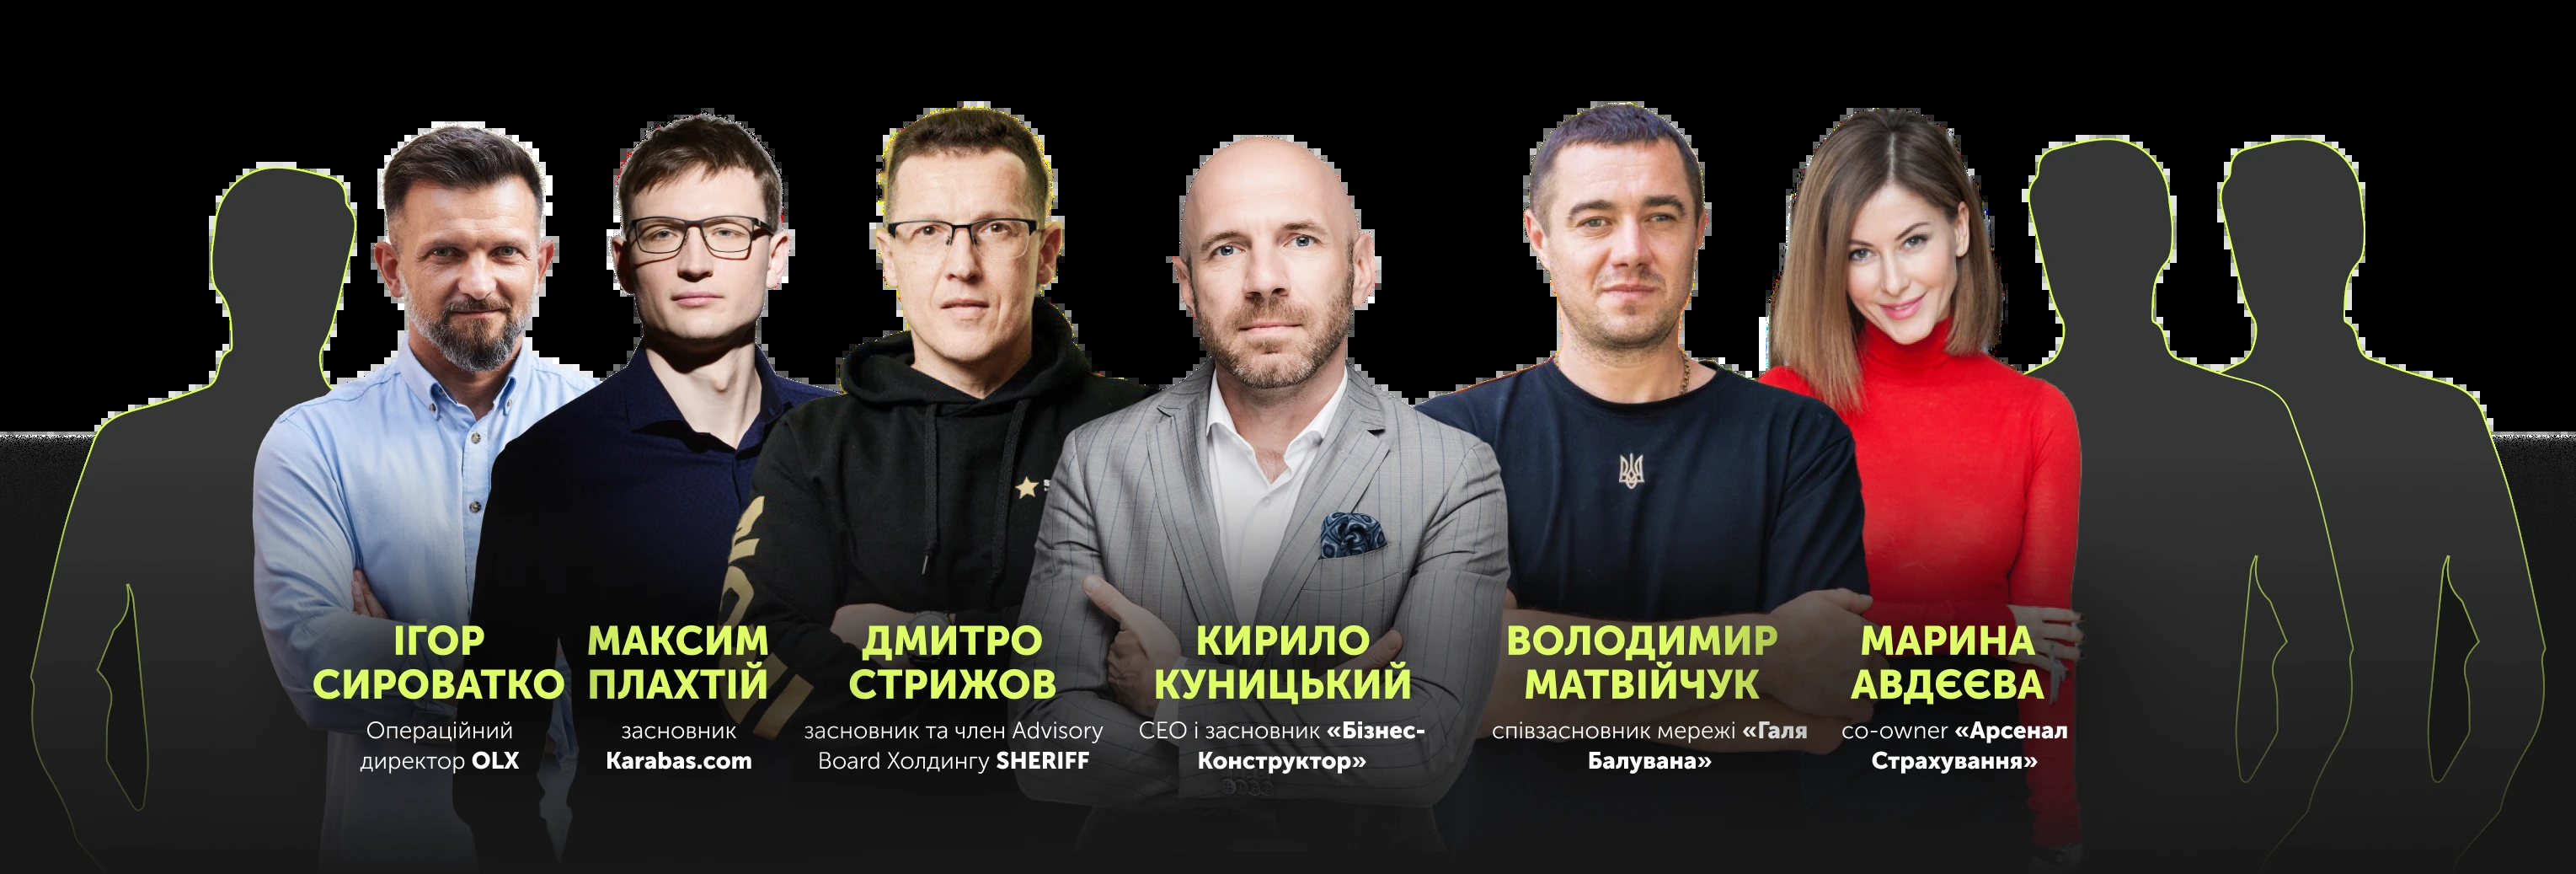 ІГОР
СИРОВАТКО
Операційний
директор OLX
МАКСИМ
ПЛАХТІЙ
засновник
Karabas.com
ДМИТРО
СТРИЖОВ
засновник та член Advisory
Board Холдингу SHERIFF
КИРИЛО
КУНИЦЬКИЙ
CEO і засновник «Бізнес-
Конструктор»
ВОЛОДИМИР
МАТВІЙЧУК
співзасновник мережі «Галя
Балувана»
МАРИНА
АВДЄЄВА
co-owner «Арсенал
Страхування»